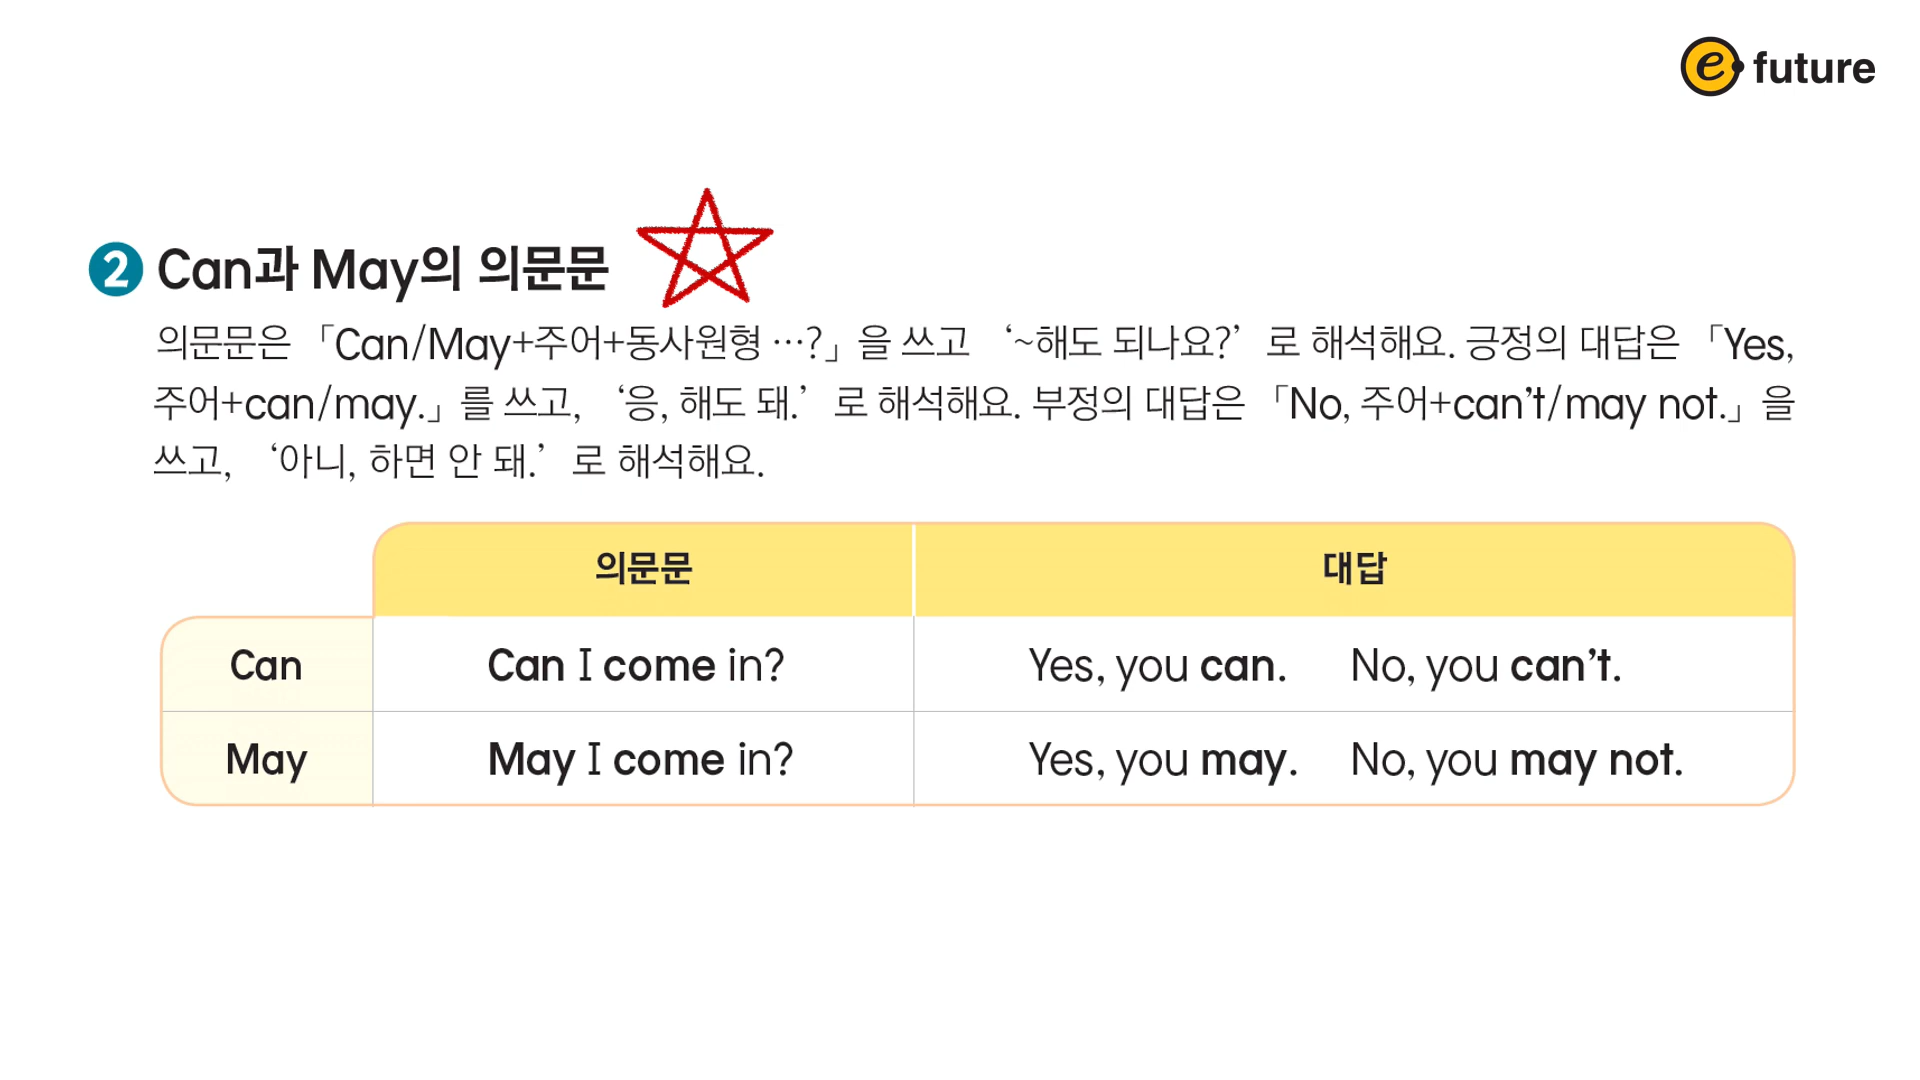 e future
2 Can과 May의 의문문
의문문은 「Can/May+주어+동사원형 …?」을 쓰고 ‘~해도 되나요?’로 해석해요. 긍정의 대답은 「Yes,
주어+can/may.」를 쓰고, ‘응, 해도 돼.’로 해석해요. 부정의 대답은 「No, 주어+can’t/may not.」을
쓰고, ‘아니, 하면 안 돼.’로 해석해요.
의문문 대답
Can Can I come in? Yes, you can. No, you can’t.
May May I come in? Yes, you may. No, you may not.